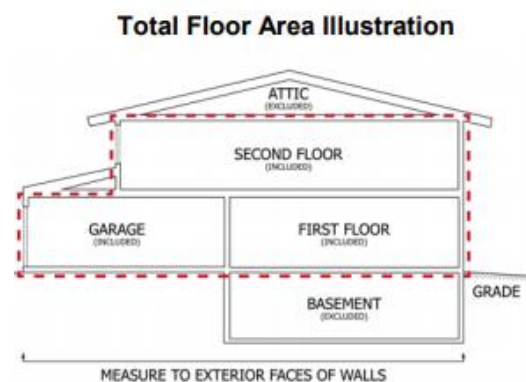 Total Floor Area Illustration
ATTIC
(EXCLUDED)
SECOND FLOOR
(INCLUDED)
GARAGE
(INCLUDED)
FIRST FLOOR
(INCLUDED)
GRADE
BASEMENT
(EXCLUDED)
MEASURE TO EXTERIOR FACES OF WALLS